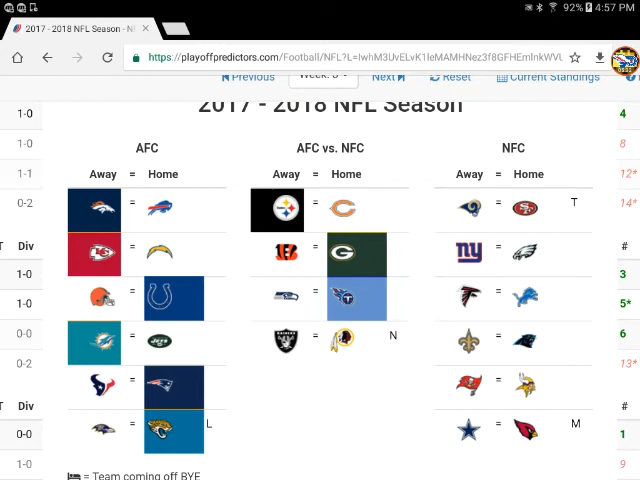 92% 4:57 PM
2017 - 2018 NFL Season - N
https://playoffpredictors.com/Football/NFL?L=IwhM3UvELvK1IeMAMHNez3f8GFHEmInkWVL
Previous Next Reset Current Standings
2017 - 2018 NFL Season
AFC AFC vs. NFC NFC
Away = Home Away = Home Away = Home
1-0 4
1-0 8
1-1 12*
0-2 = = = T 14*
T Div = = = #
1-0 3
1-0 = = = 5*
0-0 = = N = 6
0-2 13*
= =
T Div = L = M #
0-0 1
1-0 9
= Team coming off BYE